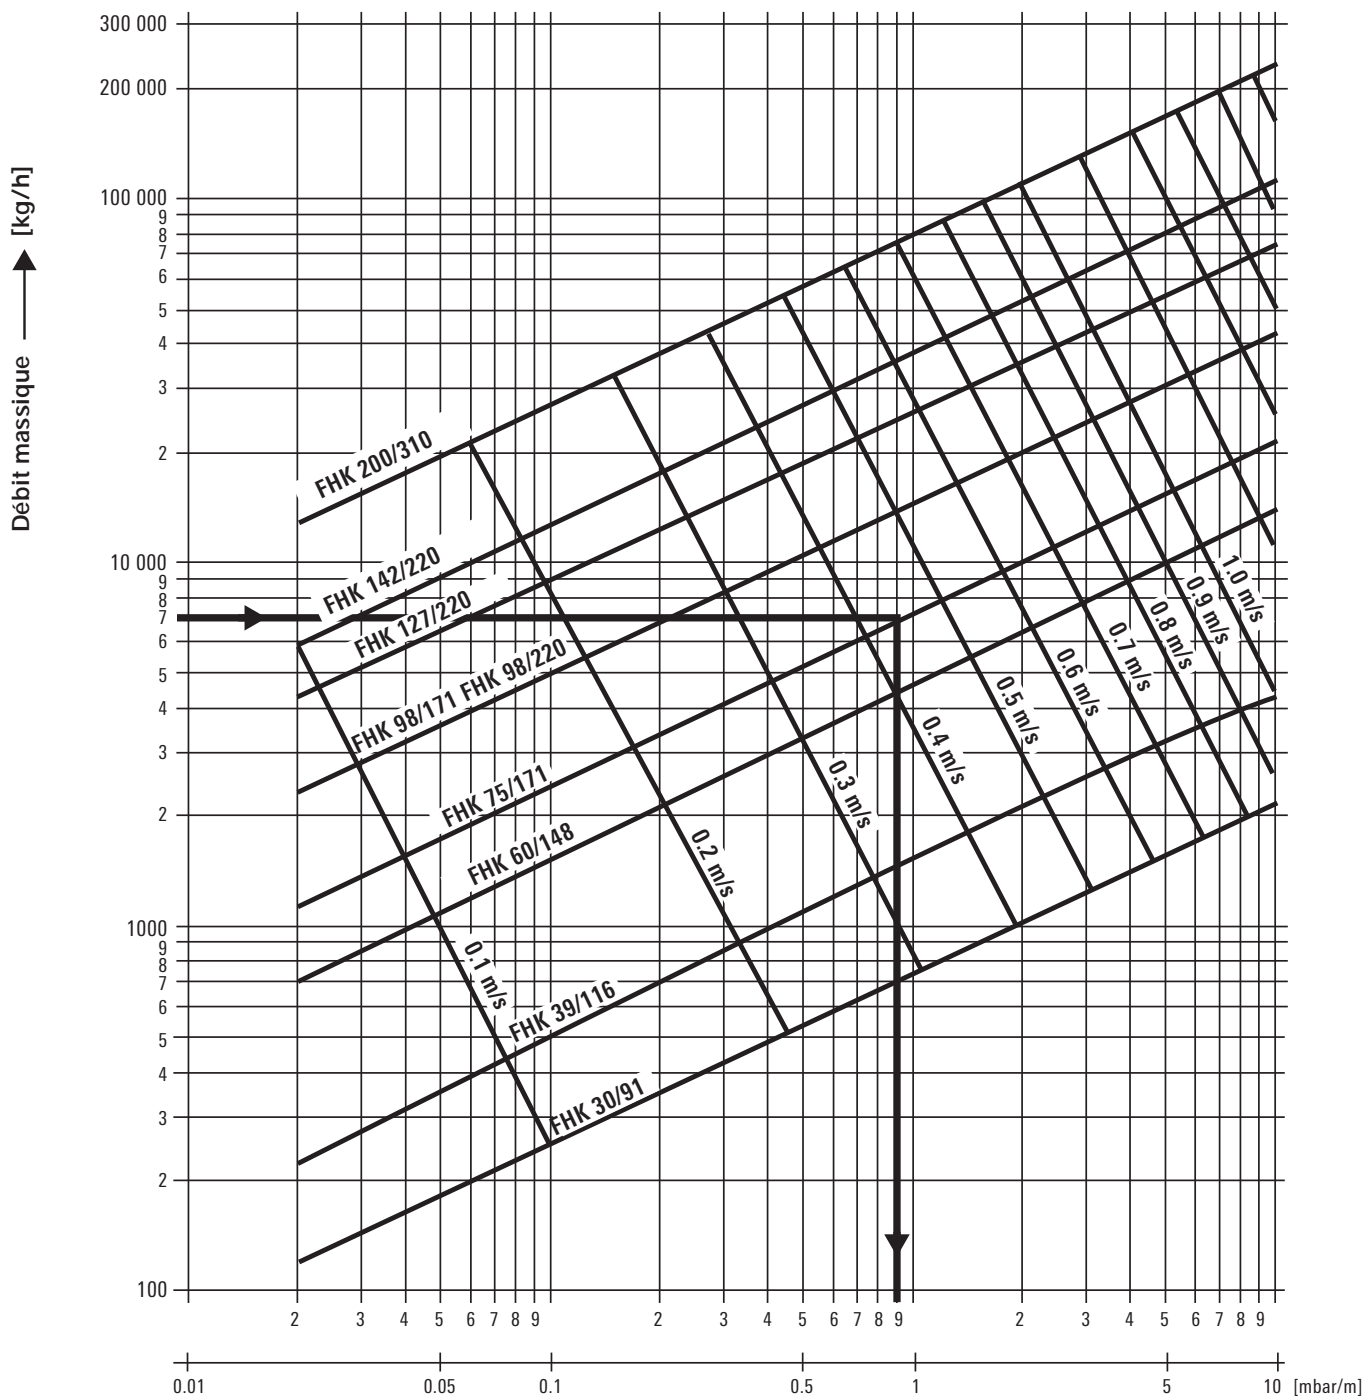 300 000
200 000
100 000
9
8
7
6
5
4
3
2
10 000
9
8
7
6
5
4
3
2
1000
9
8
7
6
5
4
3
2
100
Débit massique [kg/h]
FHK 200/310
FHK 142/220
FHK 127/220
FHK 98/171 FHK 98/220
FHK 75/171
FHK 60/148
FHK 39/116
FHK 30/91
0.1 m/s
0.2 m/s
0.3 m/s
0.4 m/s
0.5 m/s
0.6 m/s
0.7 m/s
0.8 m/s
0.9 m/s
1.0 m/s
2 3 4 5 6 7 8 9 2 3 4 5 6 7 8 9 2 3 4 5 6 7 8 9
0.01 0.05 0.1 0.5 1 5 10 [mbar/m]